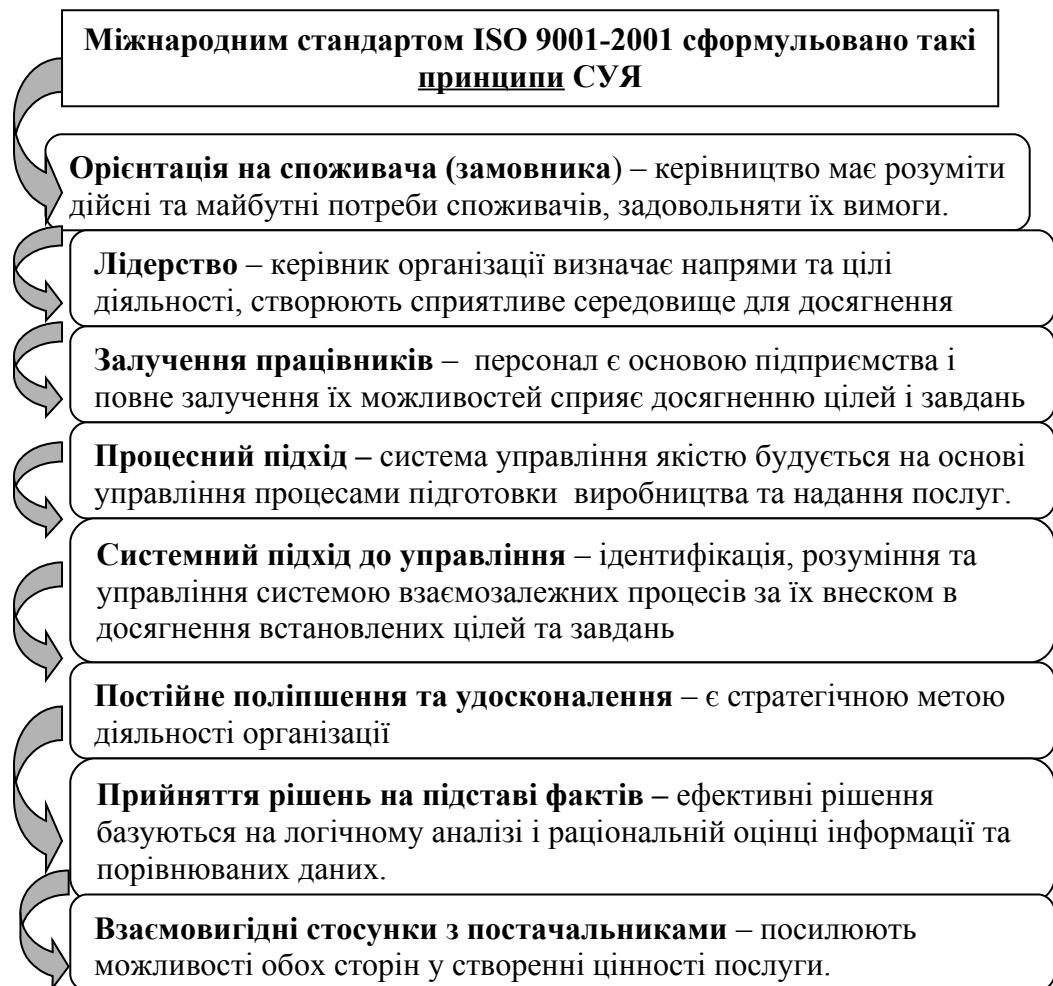 Міжнародним стандартом ISO 9001-2001 сформульовано такі
принципи СУЯ
Орієнтація на споживача (замовника) – керівництво має розуміти
дійсні та майбутні потреби споживачів, задовольняти їх вимоги.
Лідерство – керівник організації визначає напрями та цілі
діяльності, створюють сприятливе середовище для досягнення
Залучення працівників – персонал є основою підприємства і
повне залучення їх можливостей сприяє досягненню цілей і завдань
Процесний підхід – система управління якістю будується на основі
управління процесами підготовки виробництва та надання послуг.
Системний підхід до управління – ідентифікація, розуміння та
управління системою взаємозалежних процесів за їх внеском в
досягнення встановлених цілей та завдань
Постійне поліпшення та удосконалення – є стратегічною метою
діяльності організації
Прийняття рішень на підставі фактів – ефективні рішення
базуються на логічному аналізі і раціональній оцінці інформації та
порівнюваних даних.
Взаємовигідні стосунки з постачальниками – посилюють
можливості обох сторін у створенні цінності послуги.